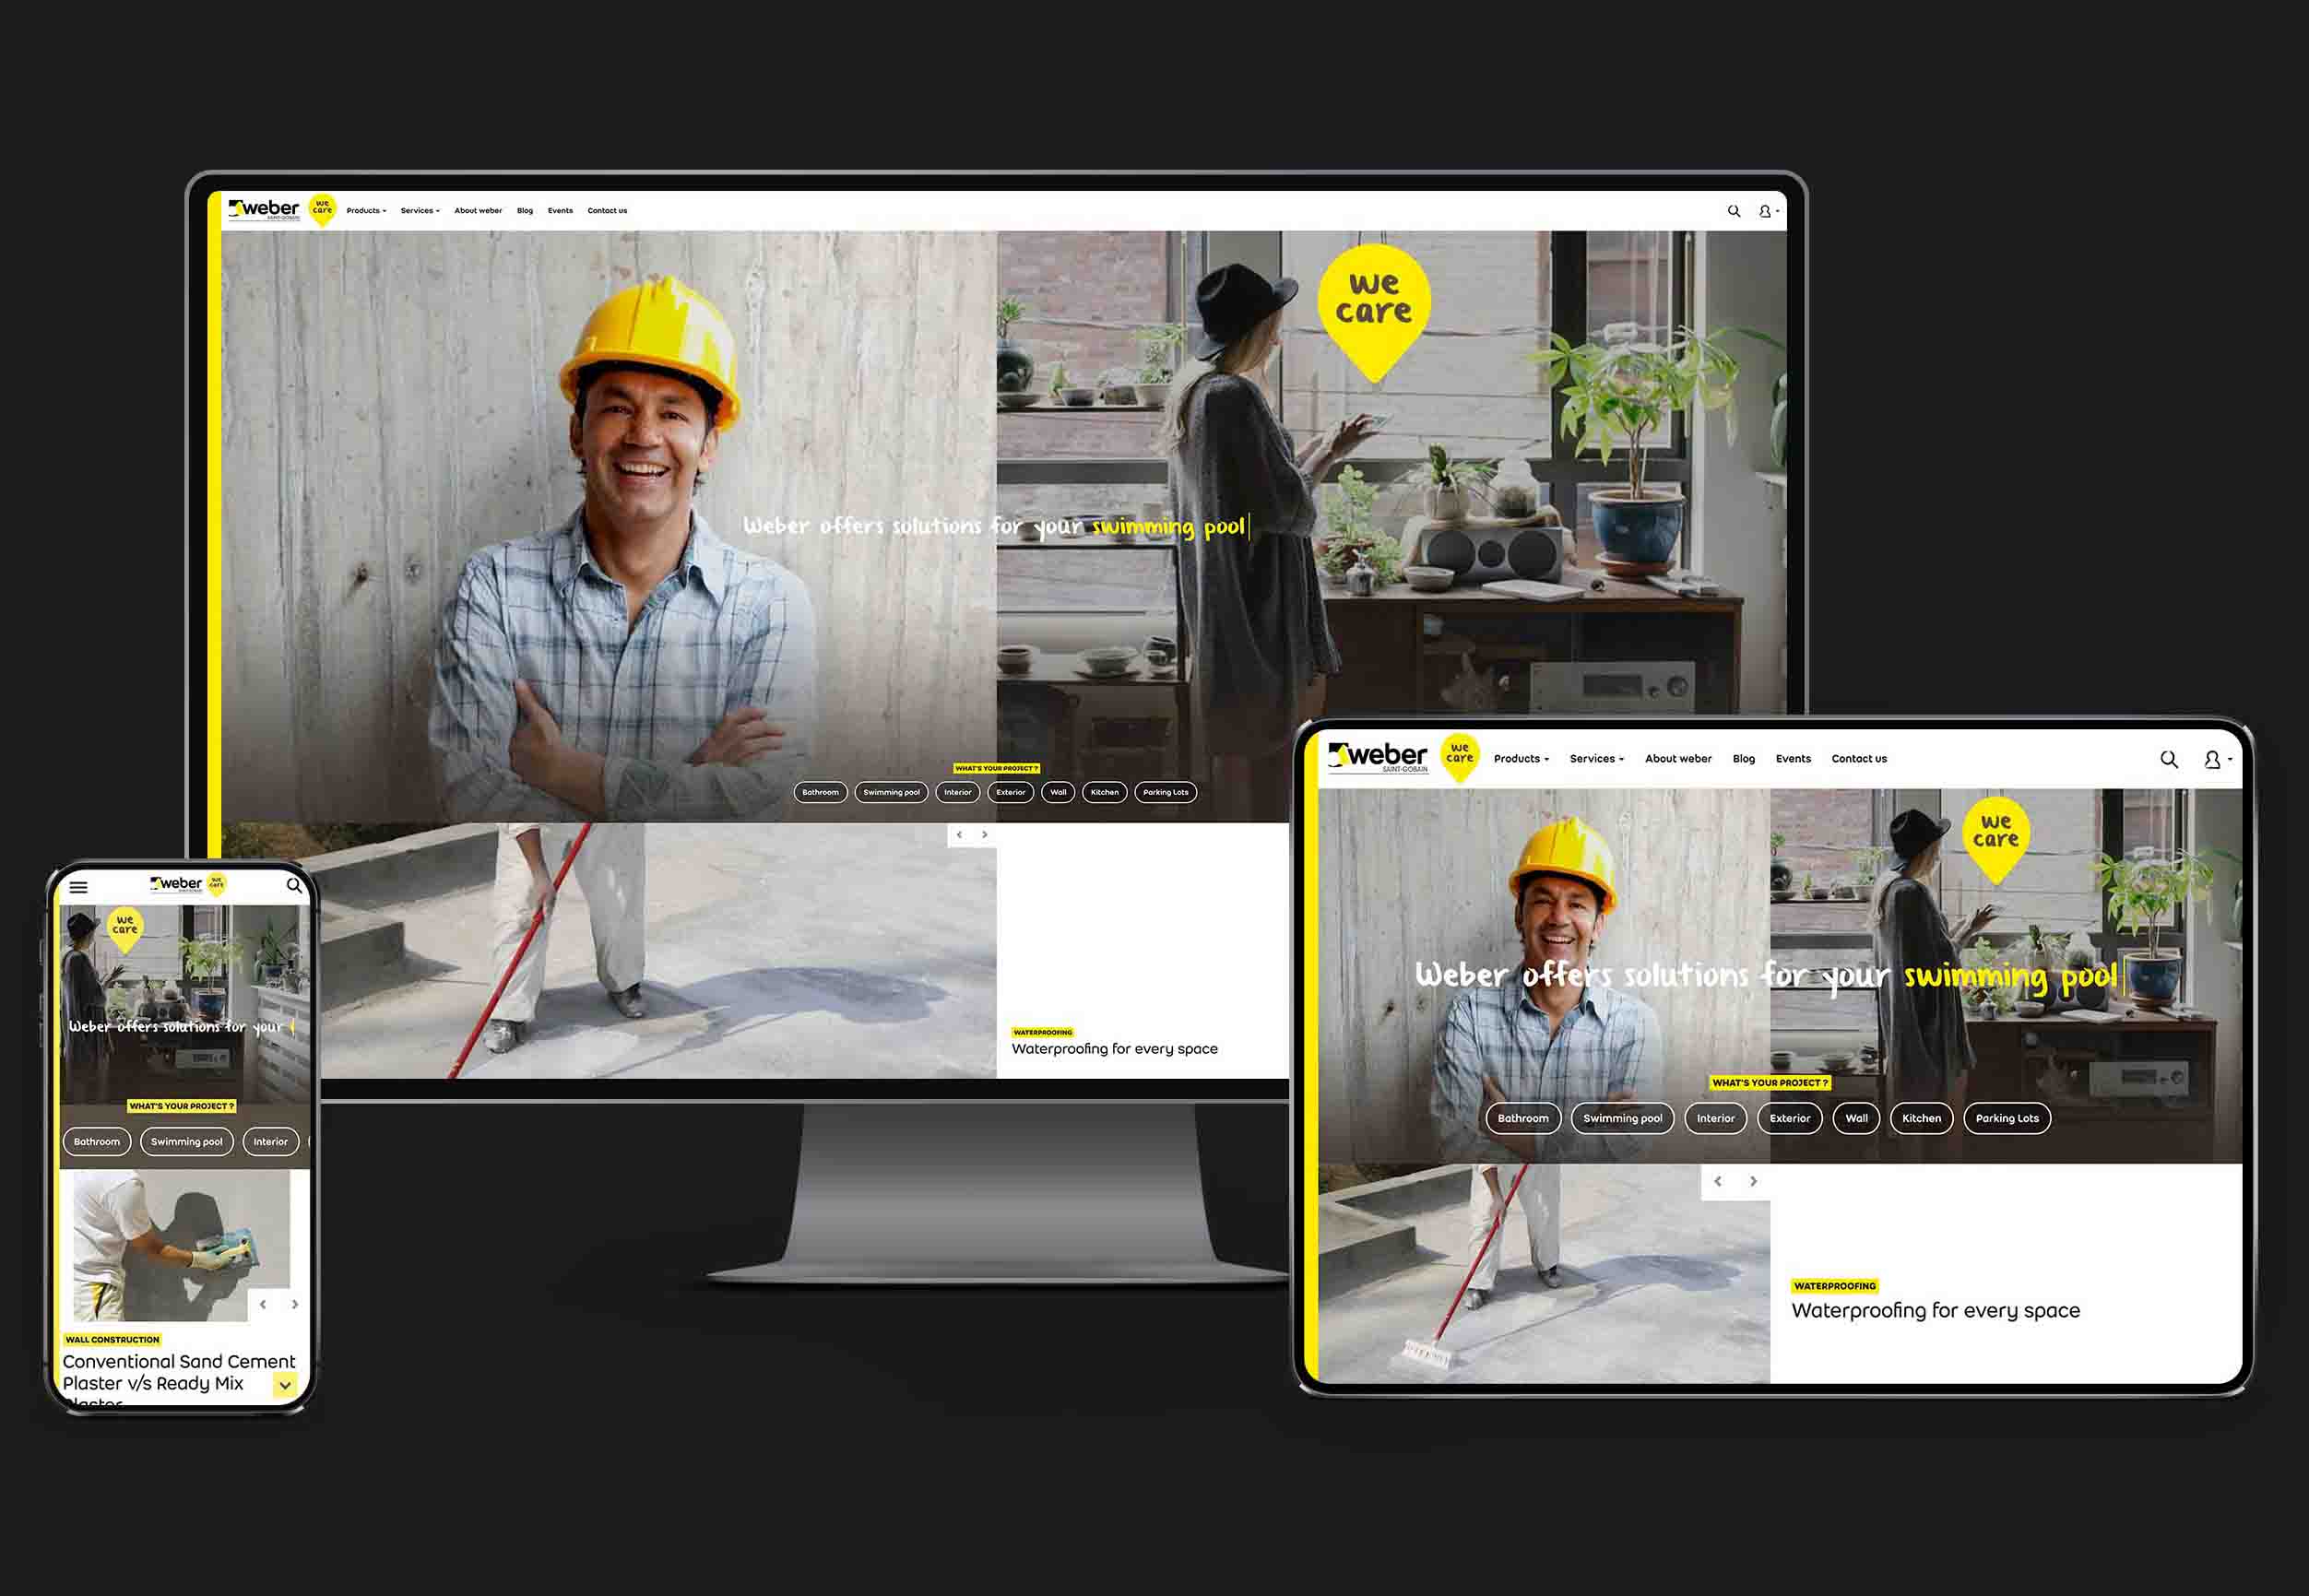 weber
SAINT-GOBAIN
we
care
Products
Services
About weber
Blog
Events
Contact us
we
care
Weber offers solutions for your swimming pool
WHAT'S YOUR PROJECT ?
Bathroom
Swimming pool
Interior
Exterior
Wall
Kitchen
Parking Lots
WATERPROOFING
Waterproofing for every space
weber
SAINT-GOBAIN
we
care
we
care
Weber offers solutions for your
WHAT'S YOUR PROJECT ?
Bathroom
Swimming pool
Interior
WALL CONSTRUCTION
Conventional Sand Cement
Plaster v/s Ready Mix
Plaster
weber
SAINT-GOBAIN
we
care
Products
Services
About weber
Blog
Events
Contact us
we
care
Weber offers solutions for your swimming pool
WHAT'S YOUR PROJECT ?
Bathroom
Swimming pool
Interior
Exterior
Wall
Kitchen
Parking Lots
WATERPROOFING
Waterproofing for every space